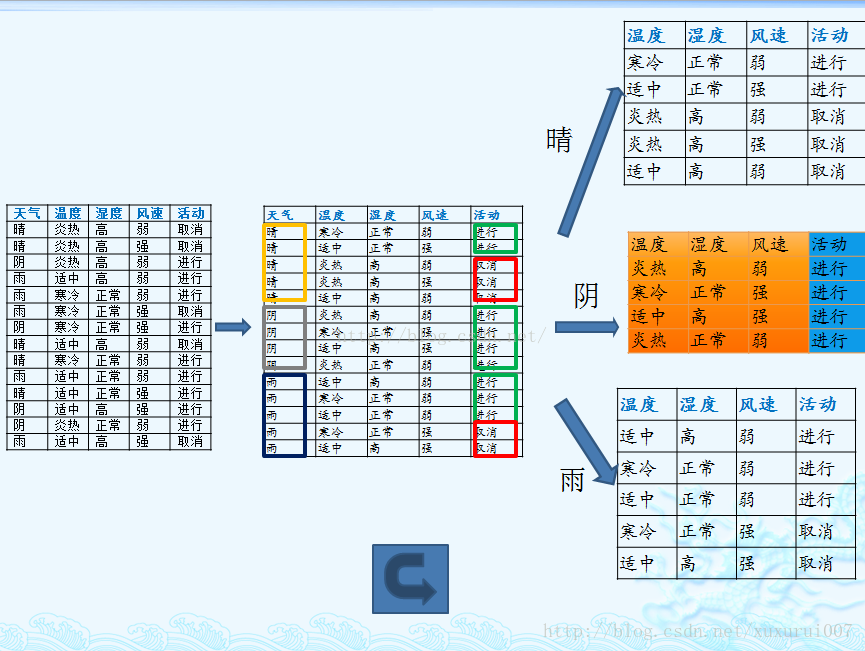 天气 温度 湿度 风速 活动
晴 炎热 高 弱 取消
晴 炎热 高 强 取消
阴 炎热 高 弱 进行
雨 适中 高 弱 进行
雨 寒冷 正常 弱 进行
雨 寒冷 正常 强 取消
阴 寒冷 正常 强 进行
晴 适中 高 弱 取消
晴 寒冷 正常 弱 进行
雨 适中 正常 弱 进行
晴 适中 正常 强 进行
阴 适中 高 强 进行
阴 炎热 正常 弱 进行
雨 适中 高 强 取消
天气 温度 湿度 风速 活动
晴 寒冷 正常 弱 进行
晴 适中 正常 强 进行
晴 炎热 高 弱 取消
晴 炎热 高 强 取消
晴 适中 高 弱 取消
阴 炎热 高 弱 进行
阴 寒冷 正常 强 进行
阴 适中 高 强 进行
阴 炎热 正常 弱 进行
雨 适中 高 弱 进行
雨 寒冷 正常 弱 进行
雨 适中 正常 弱 进行
雨 寒冷 正常 强 取消
雨 适中 高 强 取消
晴
温度 湿度 风速 活动
寒冷 正常 弱 进行
适中 正常 强 进行
炎热 高 弱 取消
炎热 高 强 取消
适中 高 弱 取消
阴
温度 湿度 风速 活动
炎热 高 弱 进行
寒冷 正常 强 进行
适中 高 强 进行
炎热 正常 弱 进行
雨
温度 湿度 风速 活动
适中 高 弱 进行
寒冷 正常 弱 进行
适中 正常 弱 进行
寒冷 正常 强 取消
适中 高 强 取消
http://blog.csdn.net/
http://blog.csdn.net/xuxurui007